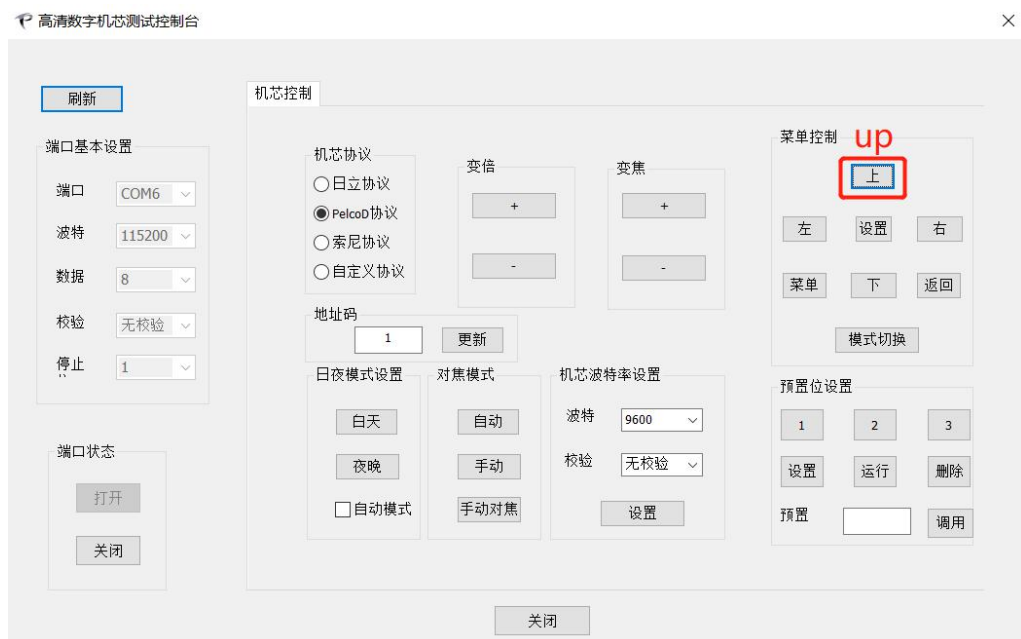 高清数字机芯测试控制台
刷新
端口基本设置
端口
COM6
波特
115200
数据
8
校验
无校验
停止
1
端口状态
打开
关闭
机芯控制
机芯协议
日立协议
PelcoD协议
索尼协议
自定义协议
变倍
+
-
变焦
+
-
地址码
1
更新
日夜模式设置
白天
夜晚
自动模式
对焦模式
自动
手动
手动对焦
机芯波特率设置
波特
9600
校验
无校验
设置
菜单控制
up
上
左
设置
右
菜单
下
返回
模式切换
预置位设置
1
2
3
设置
运行
删除
预置
调用
关闭